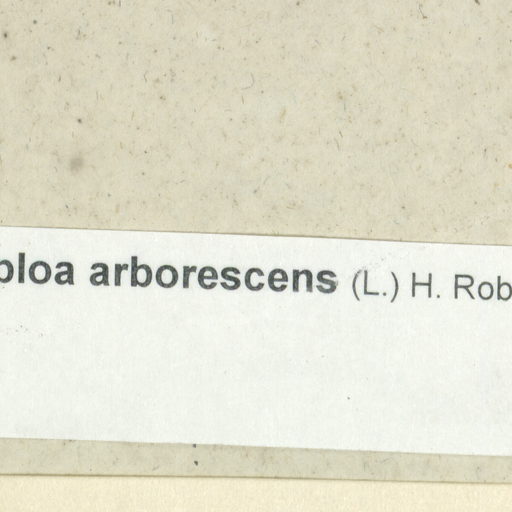 ploa arborescens (L.) H. Rob